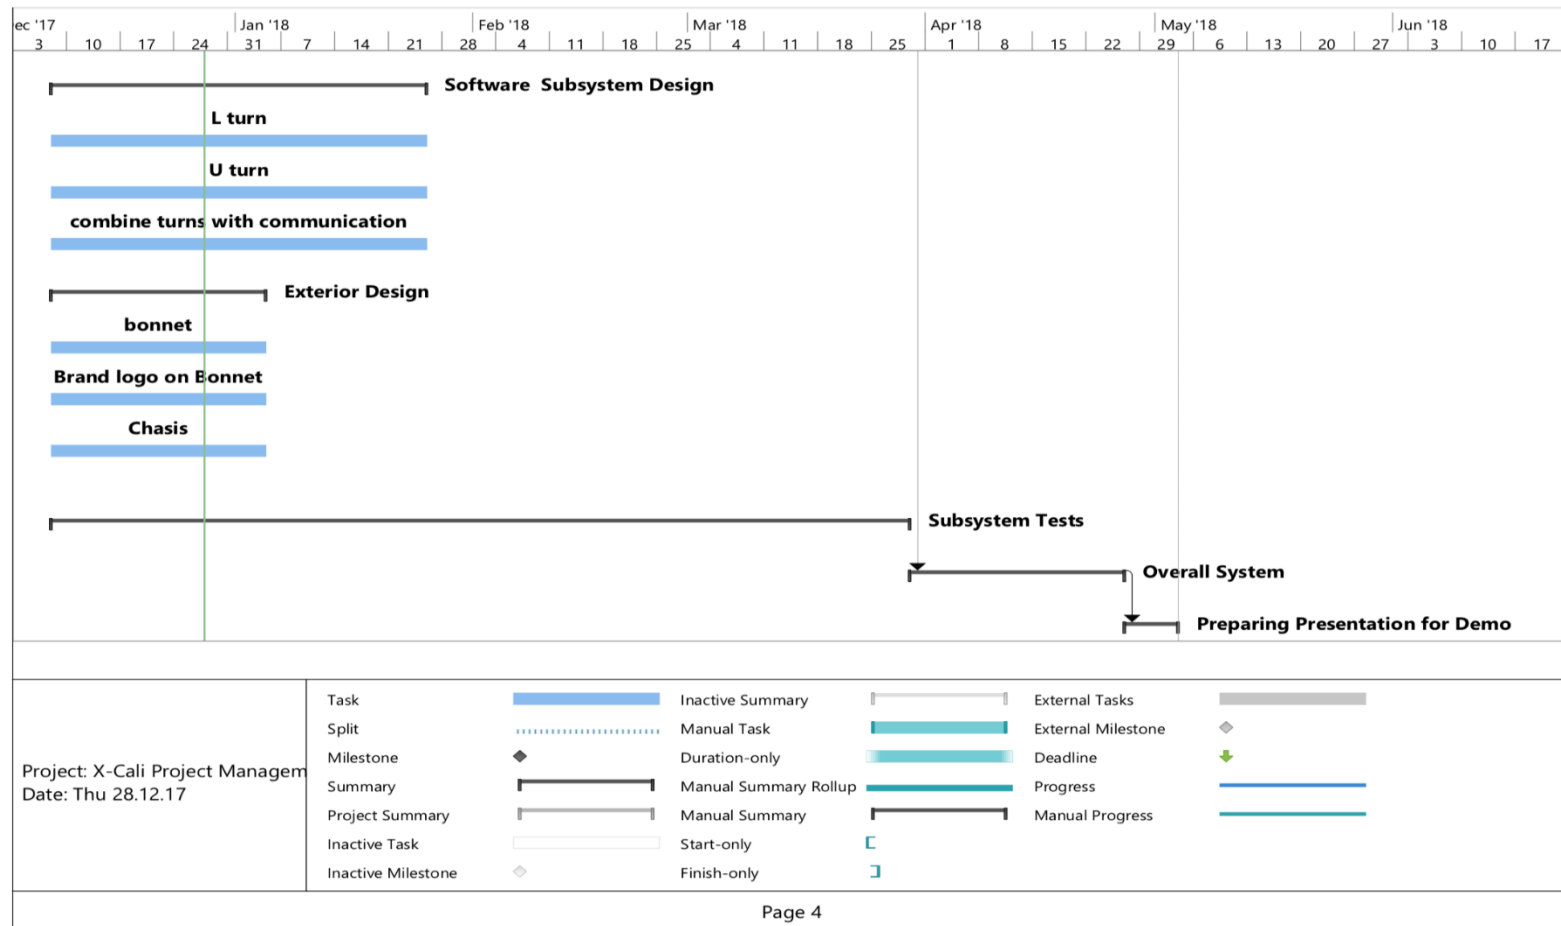 ec '17 Jan '18 Feb '18 Mar '18 Apr '18 May '18 Jun '18
3 10 17 24 31 7 14 21 28 4 11 18 25 4 11 18 25 1 8 15 22 29 6 13 20 27 3 10 17
Software Subsystem Design
L turn
U turn
combine turns with communication
Exterior Design
bonnet
Brand logo on Bonnet
Chasis
Subsystem Tests
Overall System
Preparing Presentation for Demo
Project: X-Cali Project Managem
Date: Thu 28.12.17
Task Inactive Summary External Tasks
Split Manual Task External Milestone
Milestone Duration-only Deadline
Summary Manual Summary Rollup Progress
Project Summary Manual Summary Manual Progress
Inactive Task Start-only
Inactive Milestone Finish-only
Page 4